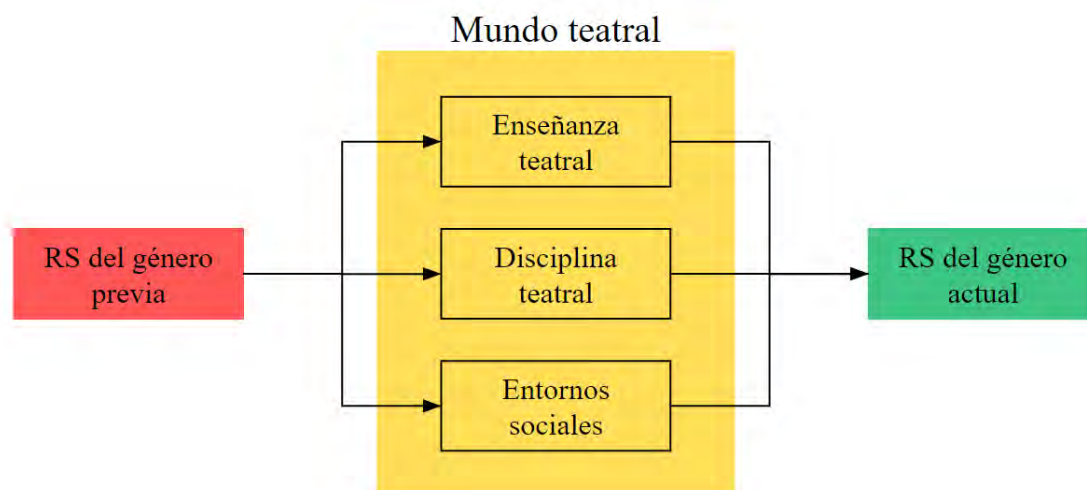 Mundo teatral
Enseñanza
teatral
RS del género
previa
Disciplina
teatral
RS del género
actual
Entornos
sociales